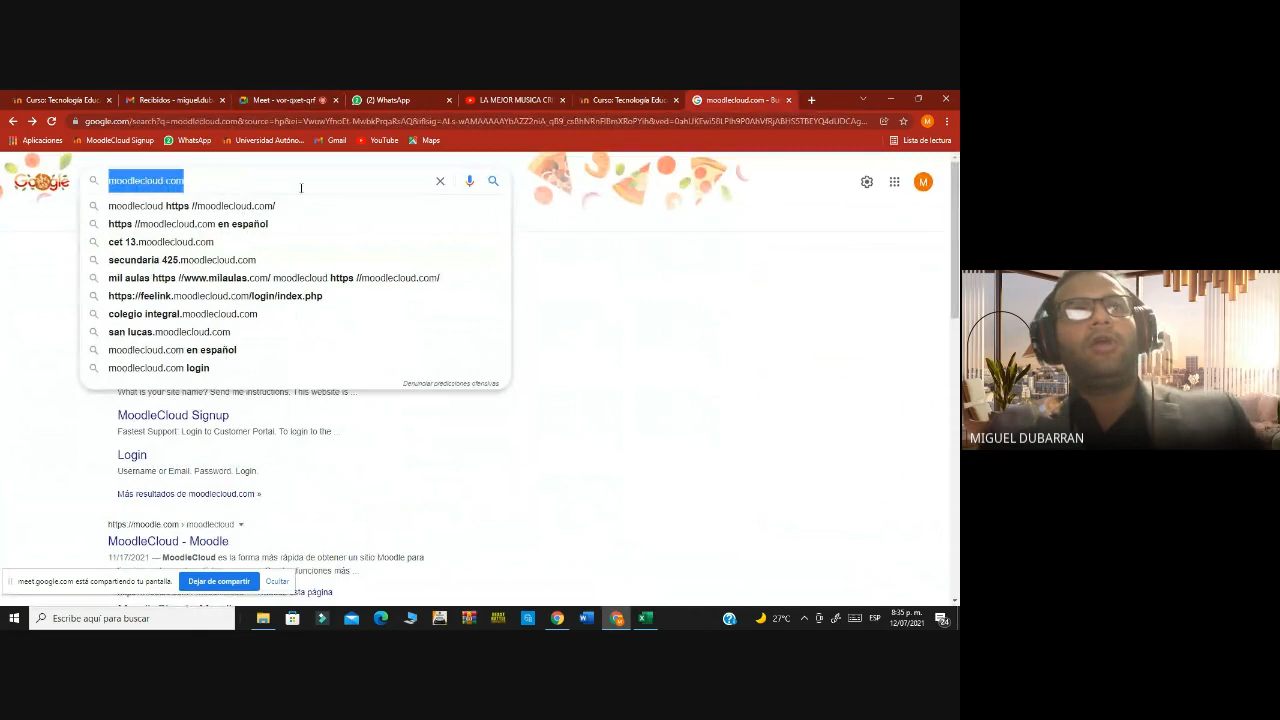 Curso: Tecnología Educ
Recibidos - miguel.dub
Meet - vor-qxet-qrf
(2) WhatsApp
LA MEJOR MUSICA CRI
Curso: Tecnología Educ
moodlecloud.com - Bus
Aplicaciones
MoodleCloud Signup
WhatsApp
Universidad Autóno...
Gmail
YouTube
Maps
Lista de lectura
Google
moodlecloud.com
M
moodlecloud https //moodlecloud.com/
https //moodlecloud.com en español
cet 13.moodlecloud.com
secundaria 425.moodlecloud.com
mil aulas https //www.milaulas.com/ moodlecloud https //moodlecloud.com/
https://feelink.moodlecloud.com/login/index.php
colegio integral.moodlecloud.com
san lucas.moodlecloud.com
moodlecloud.com en español
moodlecloud.com login
Denunciar predicciones ofensivas
What is your site name? Send me instructions. This website is ...
MoodleCloud Signup
Fastest Support: Login to Customer Portal. To login to the ...
Login
Username or Email. Password. Login.
Más resultados de moodlecloud.com »
https://moodle.com › moodlecloud
MoodleCloud - Moodle
11/17/2021 — MoodleCloud es la forma más rápida de obtener un sitio Moodle para
funciones más ...
esta página
meet.google.com está compartiendo tu pantalla.
Dejar de compartir
Ocultar
MIGUEL DUBARRAN
Escribe aquí para buscar
27°C
ESP
8:35 p. m.
12/07/2021
24